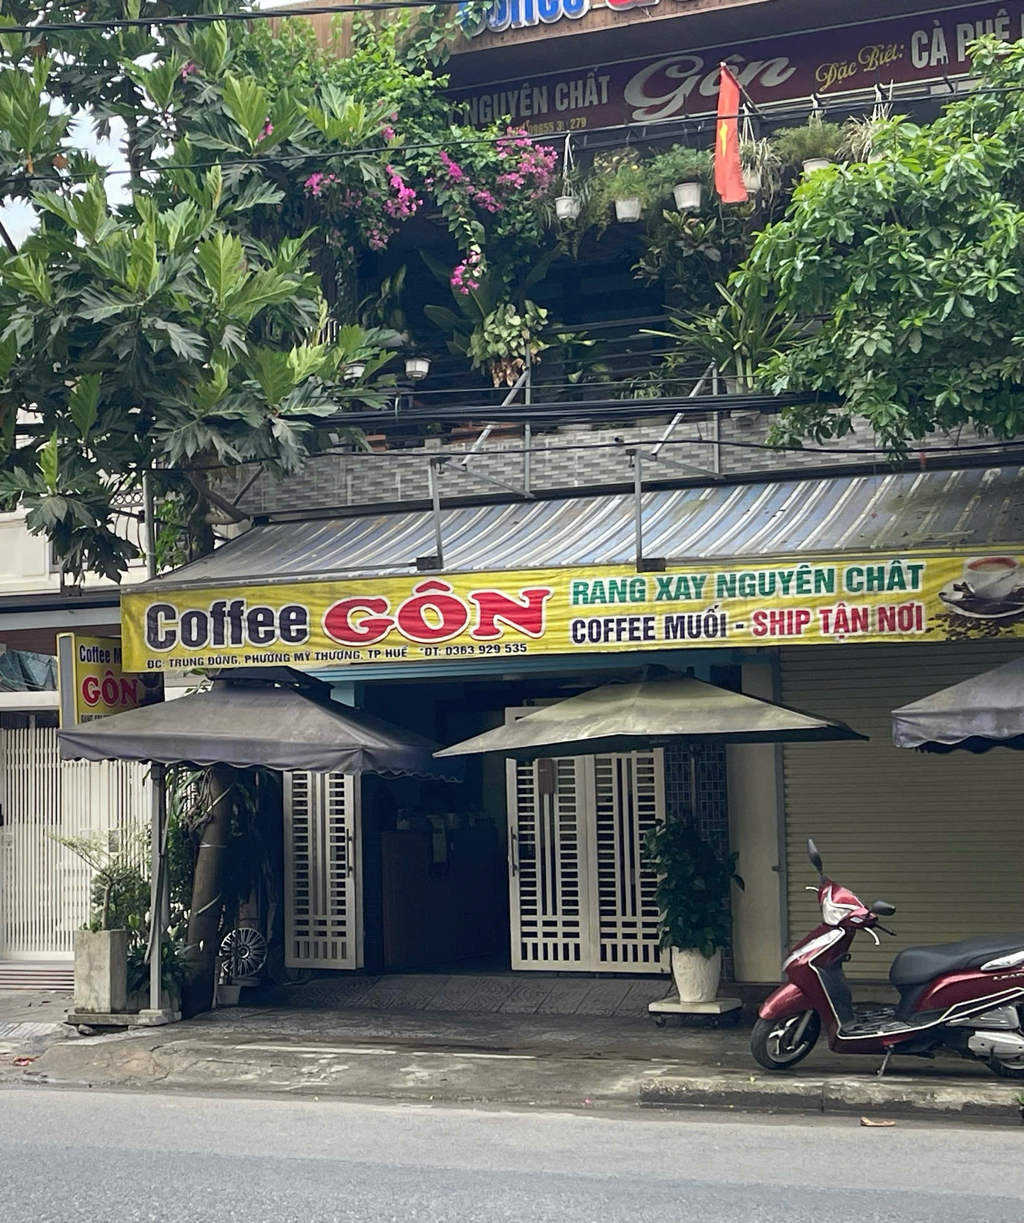 Coffee
NGUYÊN CHẤT Gôn Đặc Biệt: CÀ PHÊ
Coffee GÔN
RANG XAY NGUYÊN CHẤT
COFFEE MUỐI - SHIP TẬN NƠI
ĐC: TRUNG ĐÔNG, PHƯỜNG MỸ THƯỢNG, TP HUẾ ĐT: 0363 929 535
Coffee
GÔN